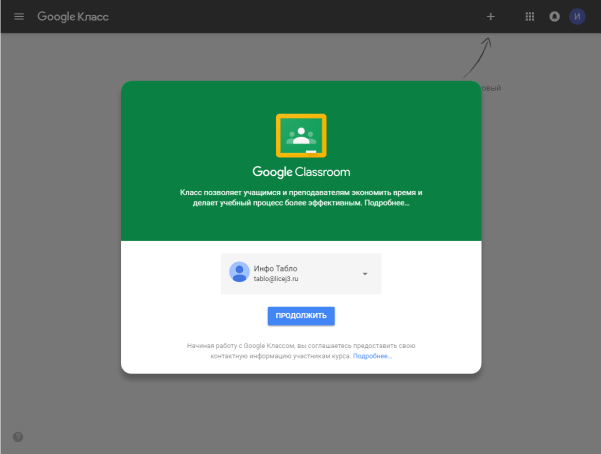 Google Класс
И
Google Classroom
Класс позволяет учащимся и преподавателям экономить время и
делает учебный процесс более эффективным. Подробнее…
Инфо Табло
tablo@licej3.ru
ПРОДОЛЖИТЬ
Начиная работу с Google Классом, вы соглашаетесь предоставить свою
контактную информацию участникам курса. Подробнее…
?